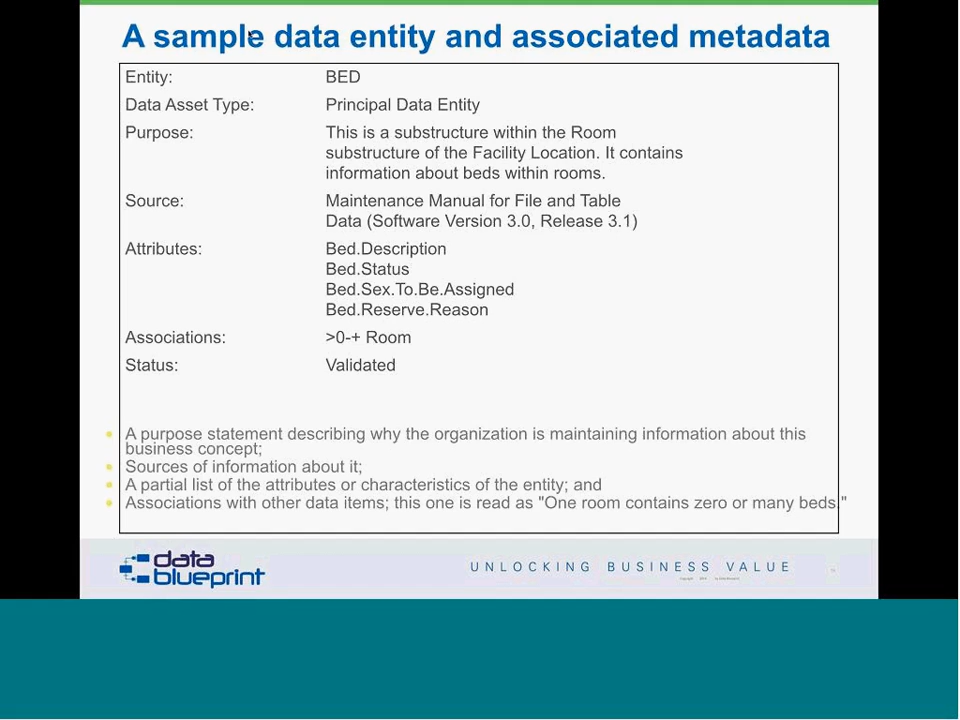 A sample data entity and associated metadata
Entity: BED
Data Asset Type: Principal Data Entity
Purpose: This is a substructure within the Room
substructure of the Facility Location. It contains
information about beds within rooms.
Source: Maintenance Manual for File and Table
Data (Software Version 3.0, Release 3.1)
Attributes: Bed.Description
Bed.Status
Bed.Sex.To.Be.Assigned
Bed.Reserve.Reason
Associations: >0-+ Room
Status: Validated
• A purpose statement describing why the organization is maintaining information about this
business concept;
• Sources of information about it;
• A partial list of the attributes or characteristics of the entity; and
• Associations with other data items; this one is read as "One room contains zero or many beds."
data
blueprint
UNLOCKING BUSINESS VALUE